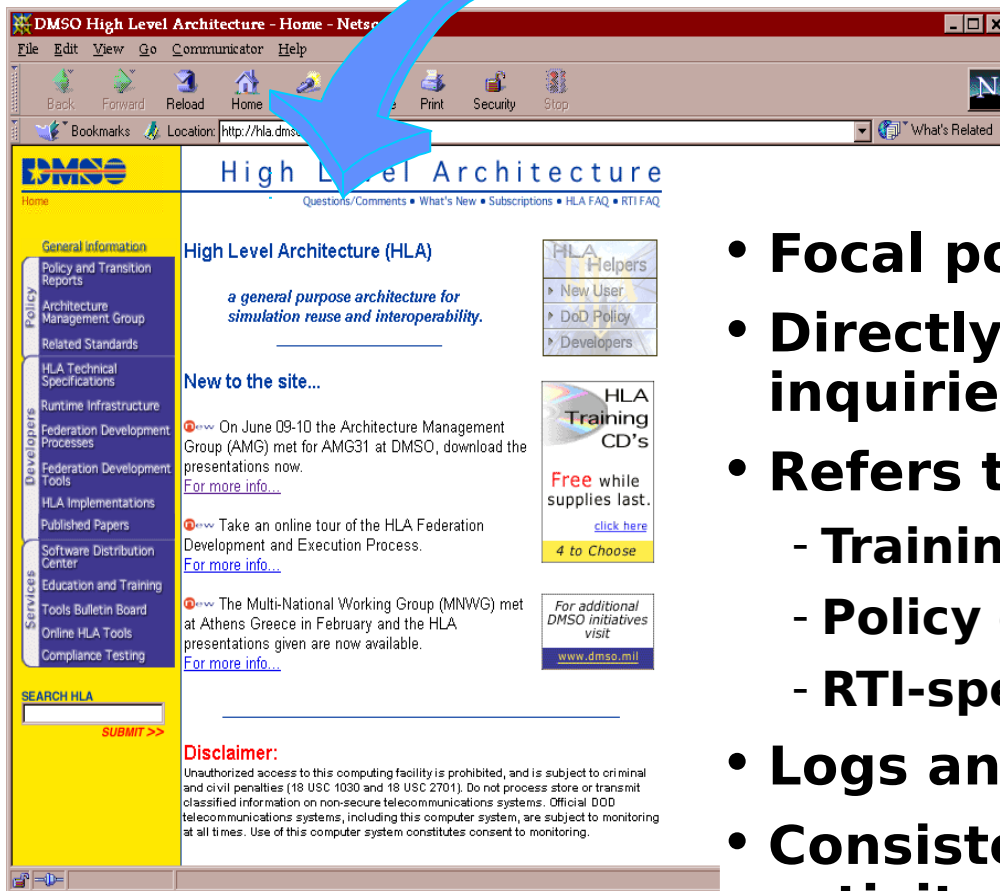 DMSO High Level Architecture - Home - Netsc
File Edit View Go Communicator Help
Back Forward Reload Home Print Security Stop
Bookmarks Location: http://hla.dms What's Related
DMSO
Home
High Level Architecture
Questions/Comments • What's New • Subscriptions • HLA FAQ • RTI FAQ
General information
Policy
Policy and Transition
Reports
Architecture
Management Group
Related Standards
Developers
HLA Technical
Specifications
Runtime Infrastructure
Federation Development
Processes
Federation Development
Tools
HLA Implementations
Published Papers
Services
Software Distribution
Center
Education and Training
Tools Bulletin Board
Online HLA Tools
Compliance Testing
SEARCH HLA
SUBMIT >>
High Level Architecture (HLA)
a general purpose architecture for
simulation reuse and interoperability.
New to the site...
new On June 09-10 the Architecture Management
Group (AMG) met for AMG31 at DMSO, download the
presentations now.
For more info...
new Take an online tour of the HLA Federation
Development and Execution Process.
For more info...
new The Multi-National Working Group (MNWG) met
at Athens Greece in February and the HLA
presentations given are now available.
For more info...
Disclaimer:
Unauthorized access to this computing facility is prohibited, and is subject to criminal
and civil penalties (18 USC 1030 and 18 USC 2701). Do not process store or transmit
classified information on non-secure telecommunications systems. Official DOD
telecommunications systems, including this computer system, are subject to monitoring
at all times. Use of this computer system constitutes consent to monitoring.
HLA
Helpers
New User
DoD Policy
Developers
HLA
Training
CD's
Free while
supplies last.
click here
4 to Choose
For additional
DMSO initiatives
visit
www.dmso.mil
• Focal po
• Directly
inquirie
• Refers t
- Trainin
- Policy
- RTI-spe
• Logs an
• Consiste